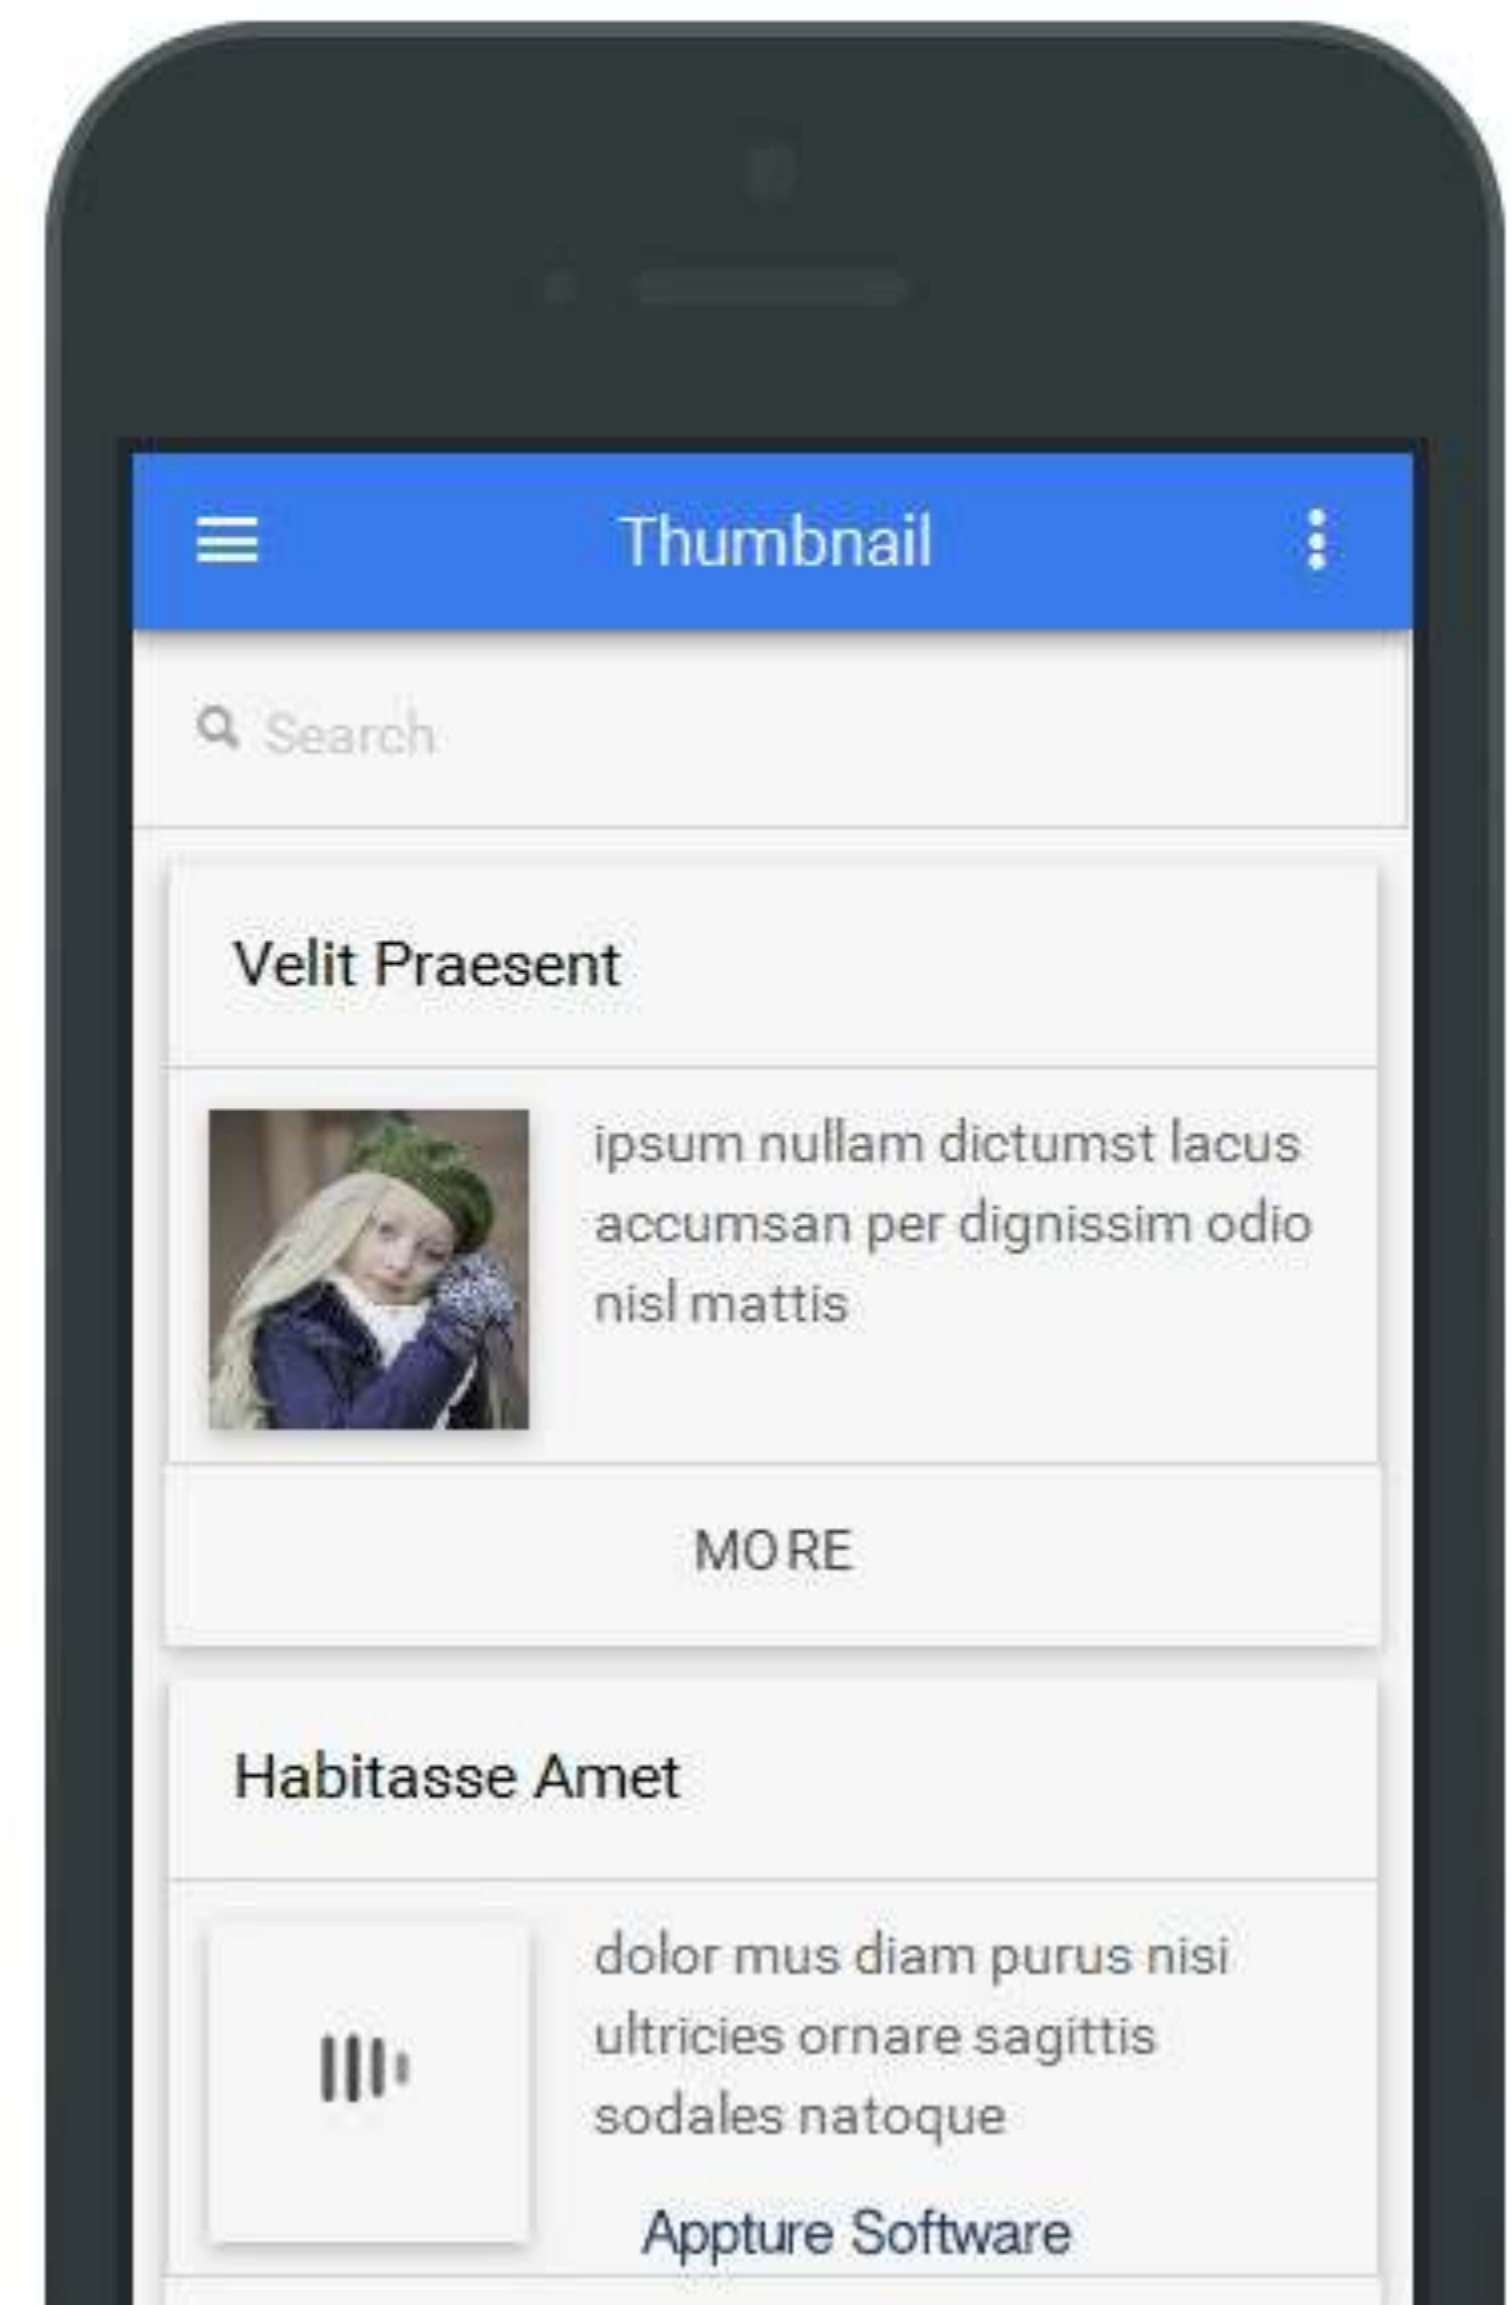 Thumbnail
Search
Velit Praesent
ipsum nullam dictumst lacus
accumsan per dignissim odio
nisl mattis
MORE
Habitasse Amet
dolor mus diam purus nisi
ultricies ornare sagittis
sodales natoque
Appture Software